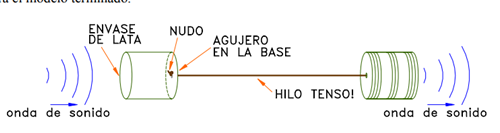 ra el modelo terminado.
ENVASE
DE LATA
NUDO
AGUJERO
EN LA BASE
HILO TENSO!
onda de sonido
onda de sonido